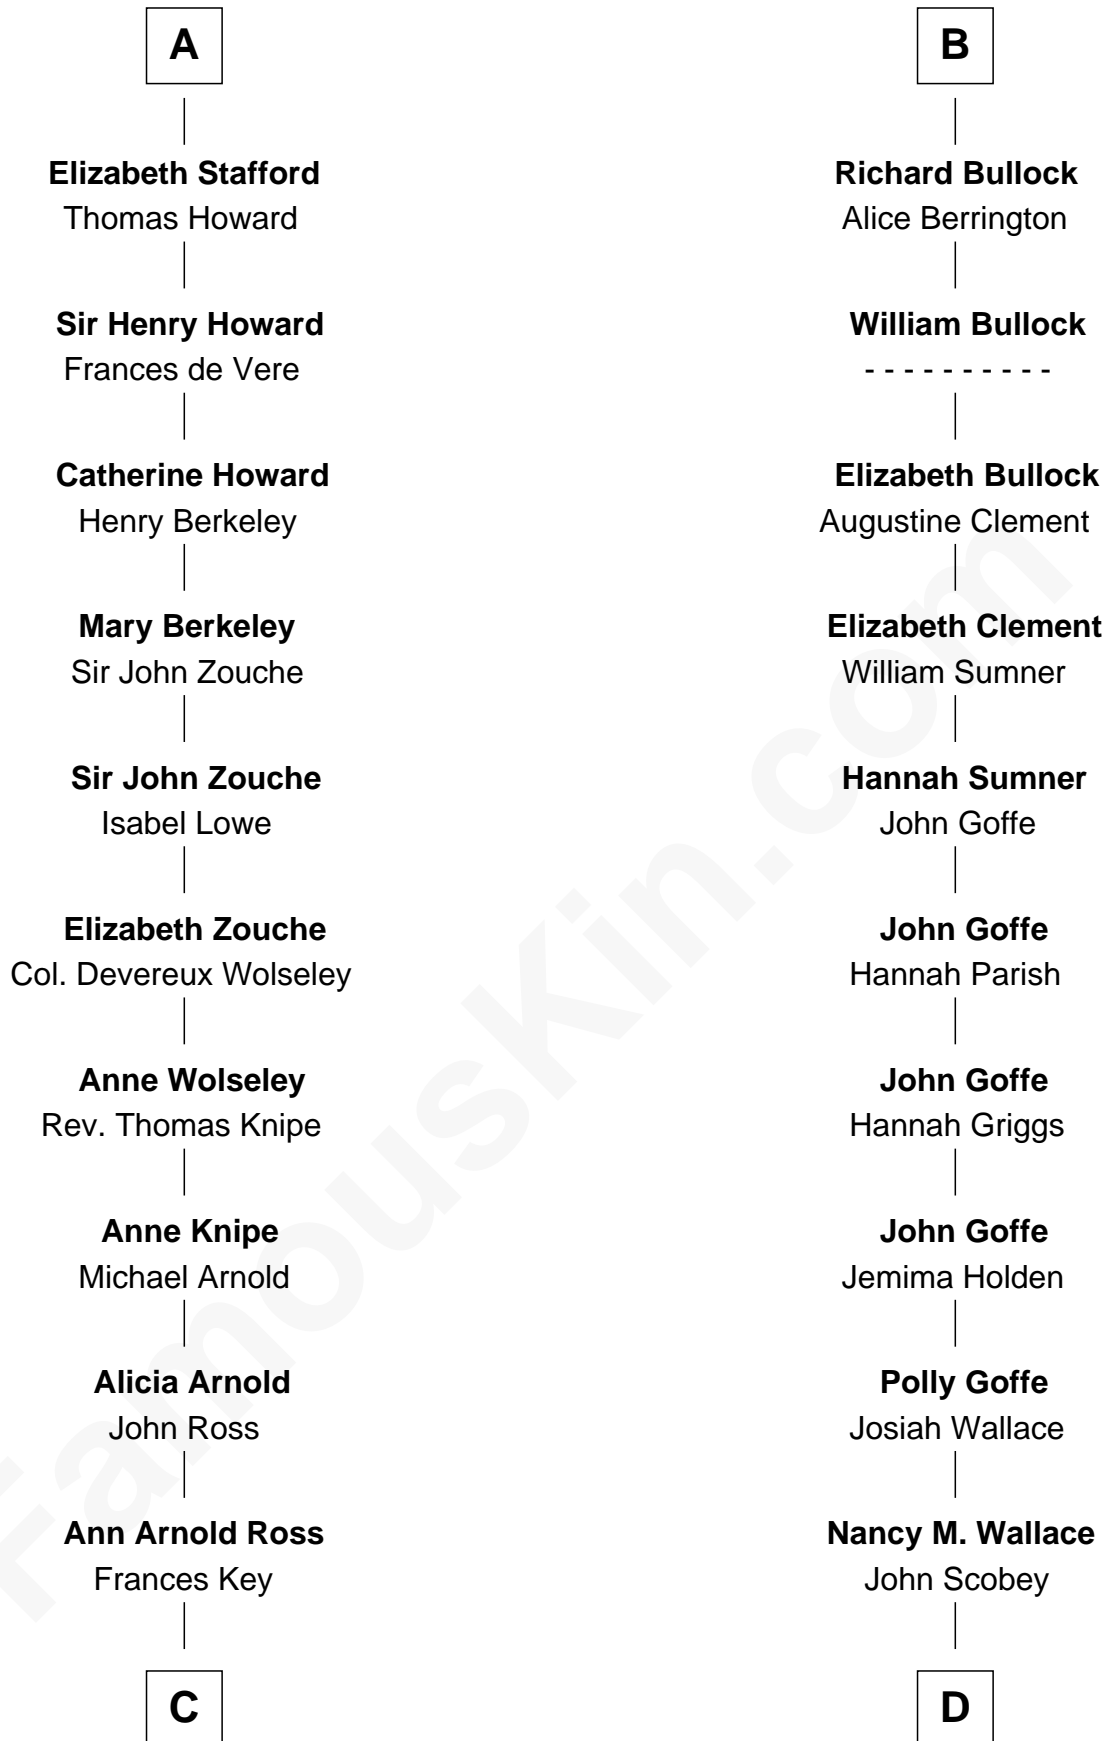 A
Elizabeth Stafford
Thomas Howard
Sir Henry Howard
Frances de Vere
Catherine Howard
Henry Berkeley
Mary Berkeley
Sir John Zouche
Sir John Zouche
Isabel Lowe
Elizabeth Zouche
Col. Devereux Wolseley
Anne Wolseley
Rev. Thomas Knipe
Anne Knipe
Michael Arnold
Alicia Arnold
John Ross
Ann Arnold Ross
Frances Key
C
B
Richard Bullock
Alice Berrington
William Bullock
- - - - - - - - - -
Elizabeth Bullock
Augustine Clement
Elizabeth Clement
William Sumner
Hannah Sumner
John Goffe
John Goffe
Hannah Parish
John Goffe
Hannah Griggs
John Goffe
Jemima Holden
Polly Goffe
Josiah Wallace
Nancy M. Wallace
John Scobey
D
FamousKin.com